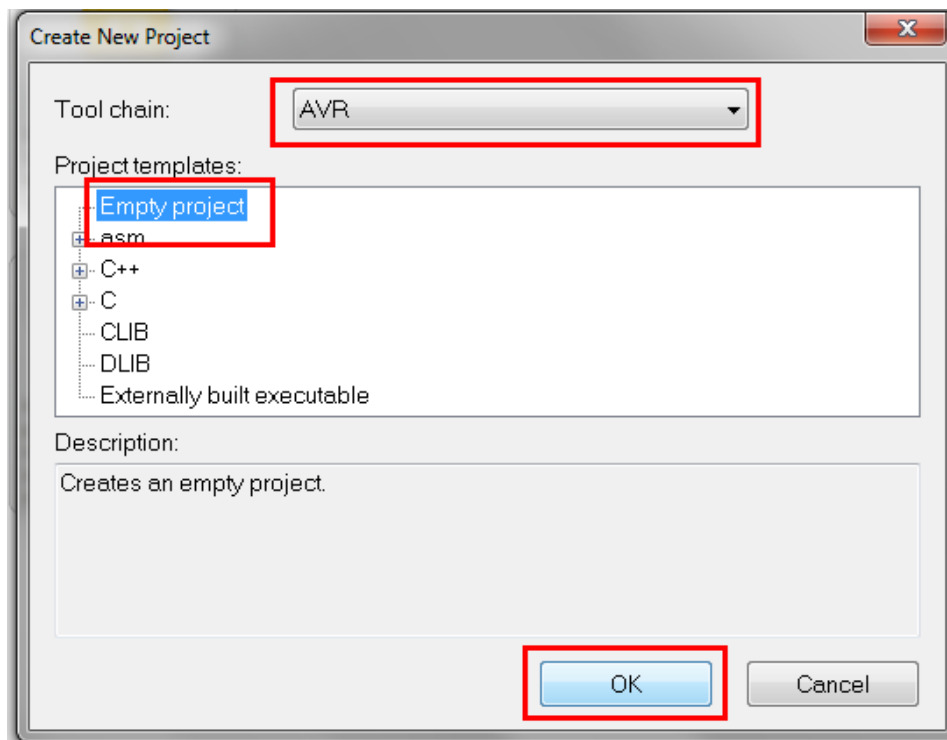 Create New Project
Tool chain:
AVR
Project templates:
Empty project
asm
C++
C
CLIB
DLIB
Externally built executable
Description:
Creates an empty project.
OK
Cancel